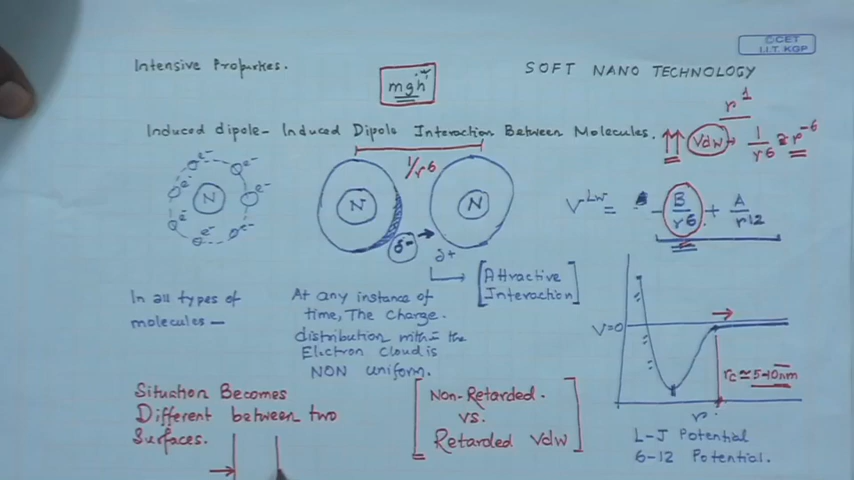 ©CET
I.I.T. KGP
Intensive Properties.
mgh
SOFT NANO TECHNOLOGY
r 1
Induced dipole- Induced Dipole Interaction Between Molecules.
↑↑ Vdw → 1/r6 ≅ r-6
1/r6
e- e- e- e- e- e- e-
N
N
N
δ-
δ+
V LW = - B/r6 + A/r12
[Attractive
Interaction]
In all types of
molecules —
At any instance of
time, The Charge.
distribution within the
Electron Cloud is
NON uniform.
V=0
rc ≃ 5-10nm
r
Situation Becomes
Different between two
Surfaces.
[Non-Retarded.
vs.
Retarded Vdw]
L-J Potential
6-12 Potential.